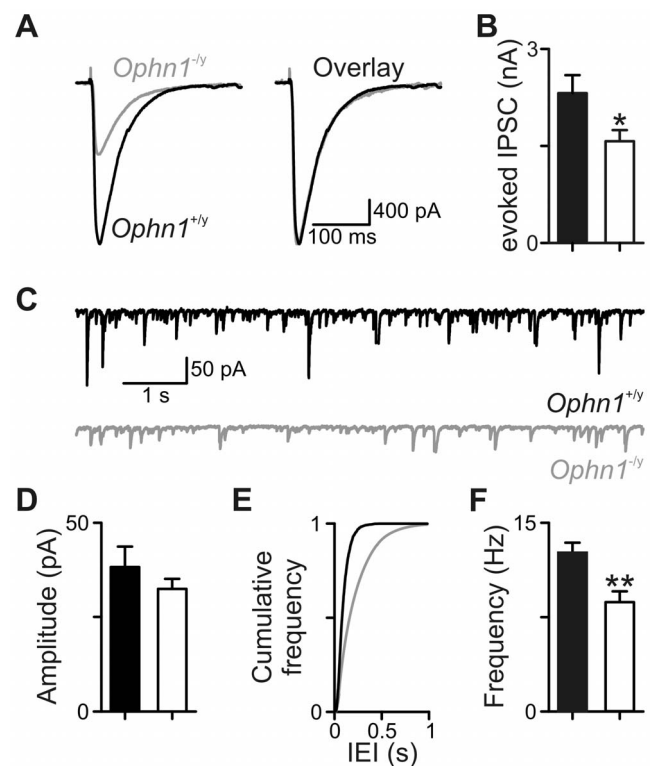 A
Ophn1-/y
Overlay
Ophn1+/y
400 pA
100 ms
B
evoked IPSC (nA)
3
0
*
C
50 pA
1 s
Ophn1+/y
Ophn1-/y
D
Amplitude (pA)
50
0
E
Cumulative
frequency
1
0
0
0.5
1
IEI (s)
F
Frequency (Hz)
15
0
**